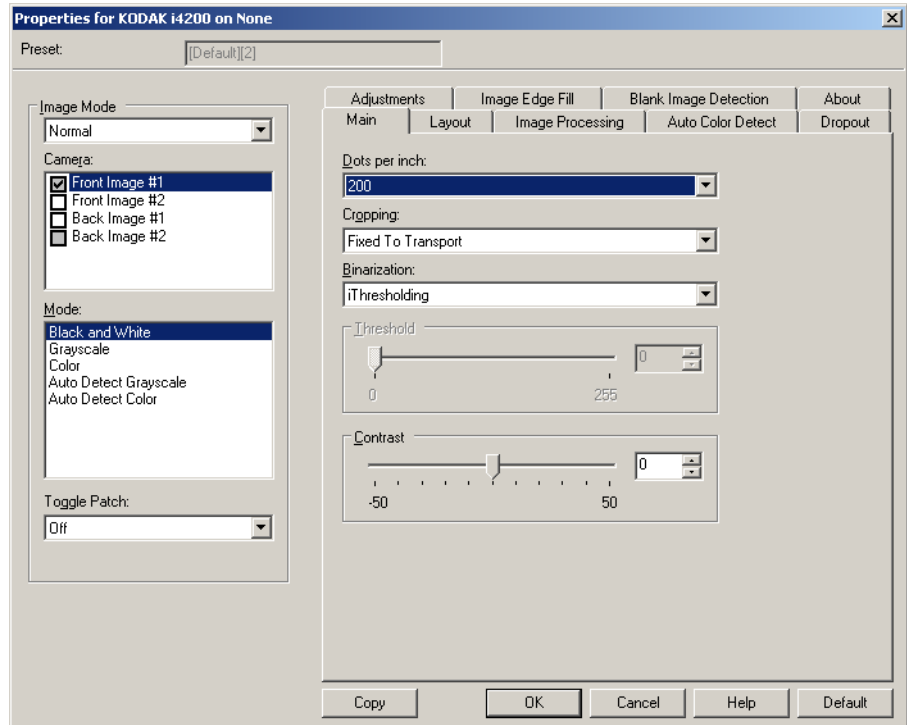 Properties for KODAK i4200 on None
Preset:
[Default][2]
Image Mode
Normal
Camera:
Front Image #1
Front Image #2
Back Image #1
Back Image #2
Mode:
Black and White
Grayscale
Color
Auto Detect Grayscale
Auto Detect Color
Toggle Patch:
Off
Adjustments
Image Edge Fill
Blank Image Detection
About
Main
Layout
Image Processing
Auto Color Detect
Dropout
Dots per inch:
200
Cropping:
Fixed To Transport
Binarization:
iThresholding
Threshold
0
0
255
Contrast
0
-50
50
Copy
OK
Cancel
Help
Default